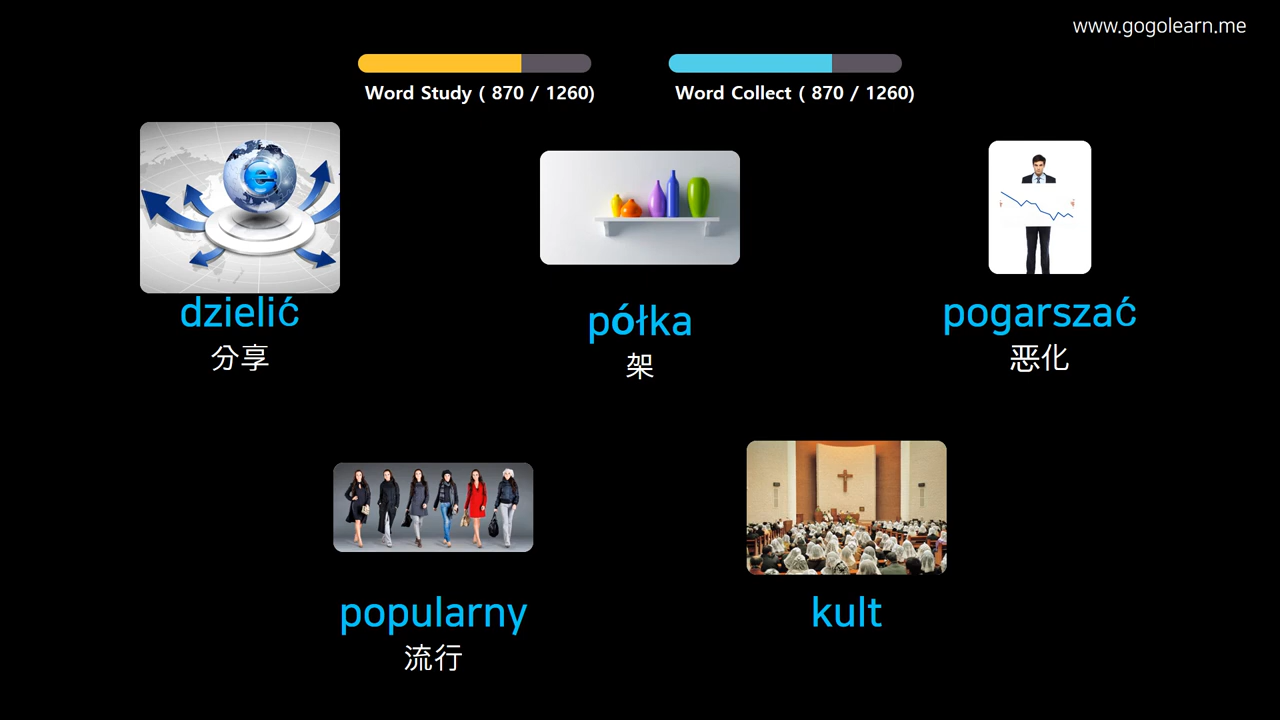 www.gogolearn.me
Word Study ( 870 / 1260)
Word Collect ( 870 / 1260)
e
dzielić
分享
półka
架
pogarszać
恶化
popularny
流行
kult